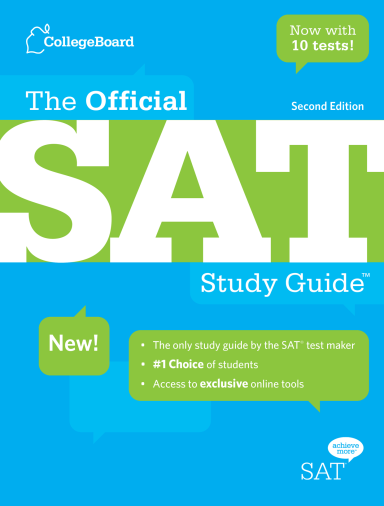 CollegeBoard
Now with
10 tests!
The Official
Second Edition
SAT
Study Guide™
New!
• The only study guide by the SAT® test maker
• #1 Choice of students
• Access to exclusive online tools
achieve
more™
SAT